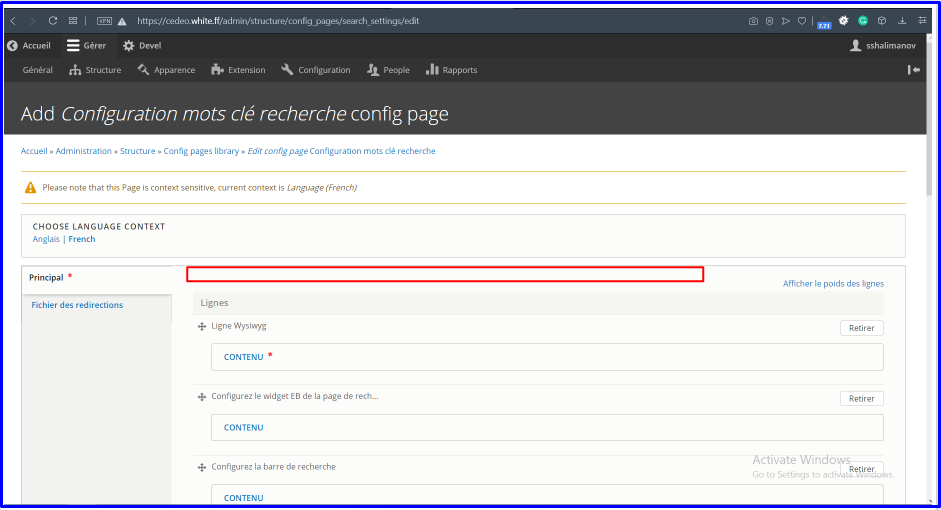 VPN https://cedeo.white.ff/admin/structure/config_pages/search_settings/edit 7.21
Accueil Gérer Devel sshalimanov
Général Structure Apparence Extension Configuration People Rapports
Add Configuration mots clé recherche config page
Accueil » Administration » Structure » Config pages library » Edit config page Configuration mots clé recherche
Please note that this Page is context sensitive, current context is Language (French)
CHOOSE LANGUAGE CONTEXT
Anglais | French
Principal *
Fichier des redirections
Afficher le poids des lignes
Lignes
Ligne Wysiwyg Retirer
CONTENU *
Configurez le widget EB de la page de rech... Retirer
CONTENU
Configurez la barre de recherche Retirer
CONTENU
Activate Windows
Go to Settings to activate Windows.